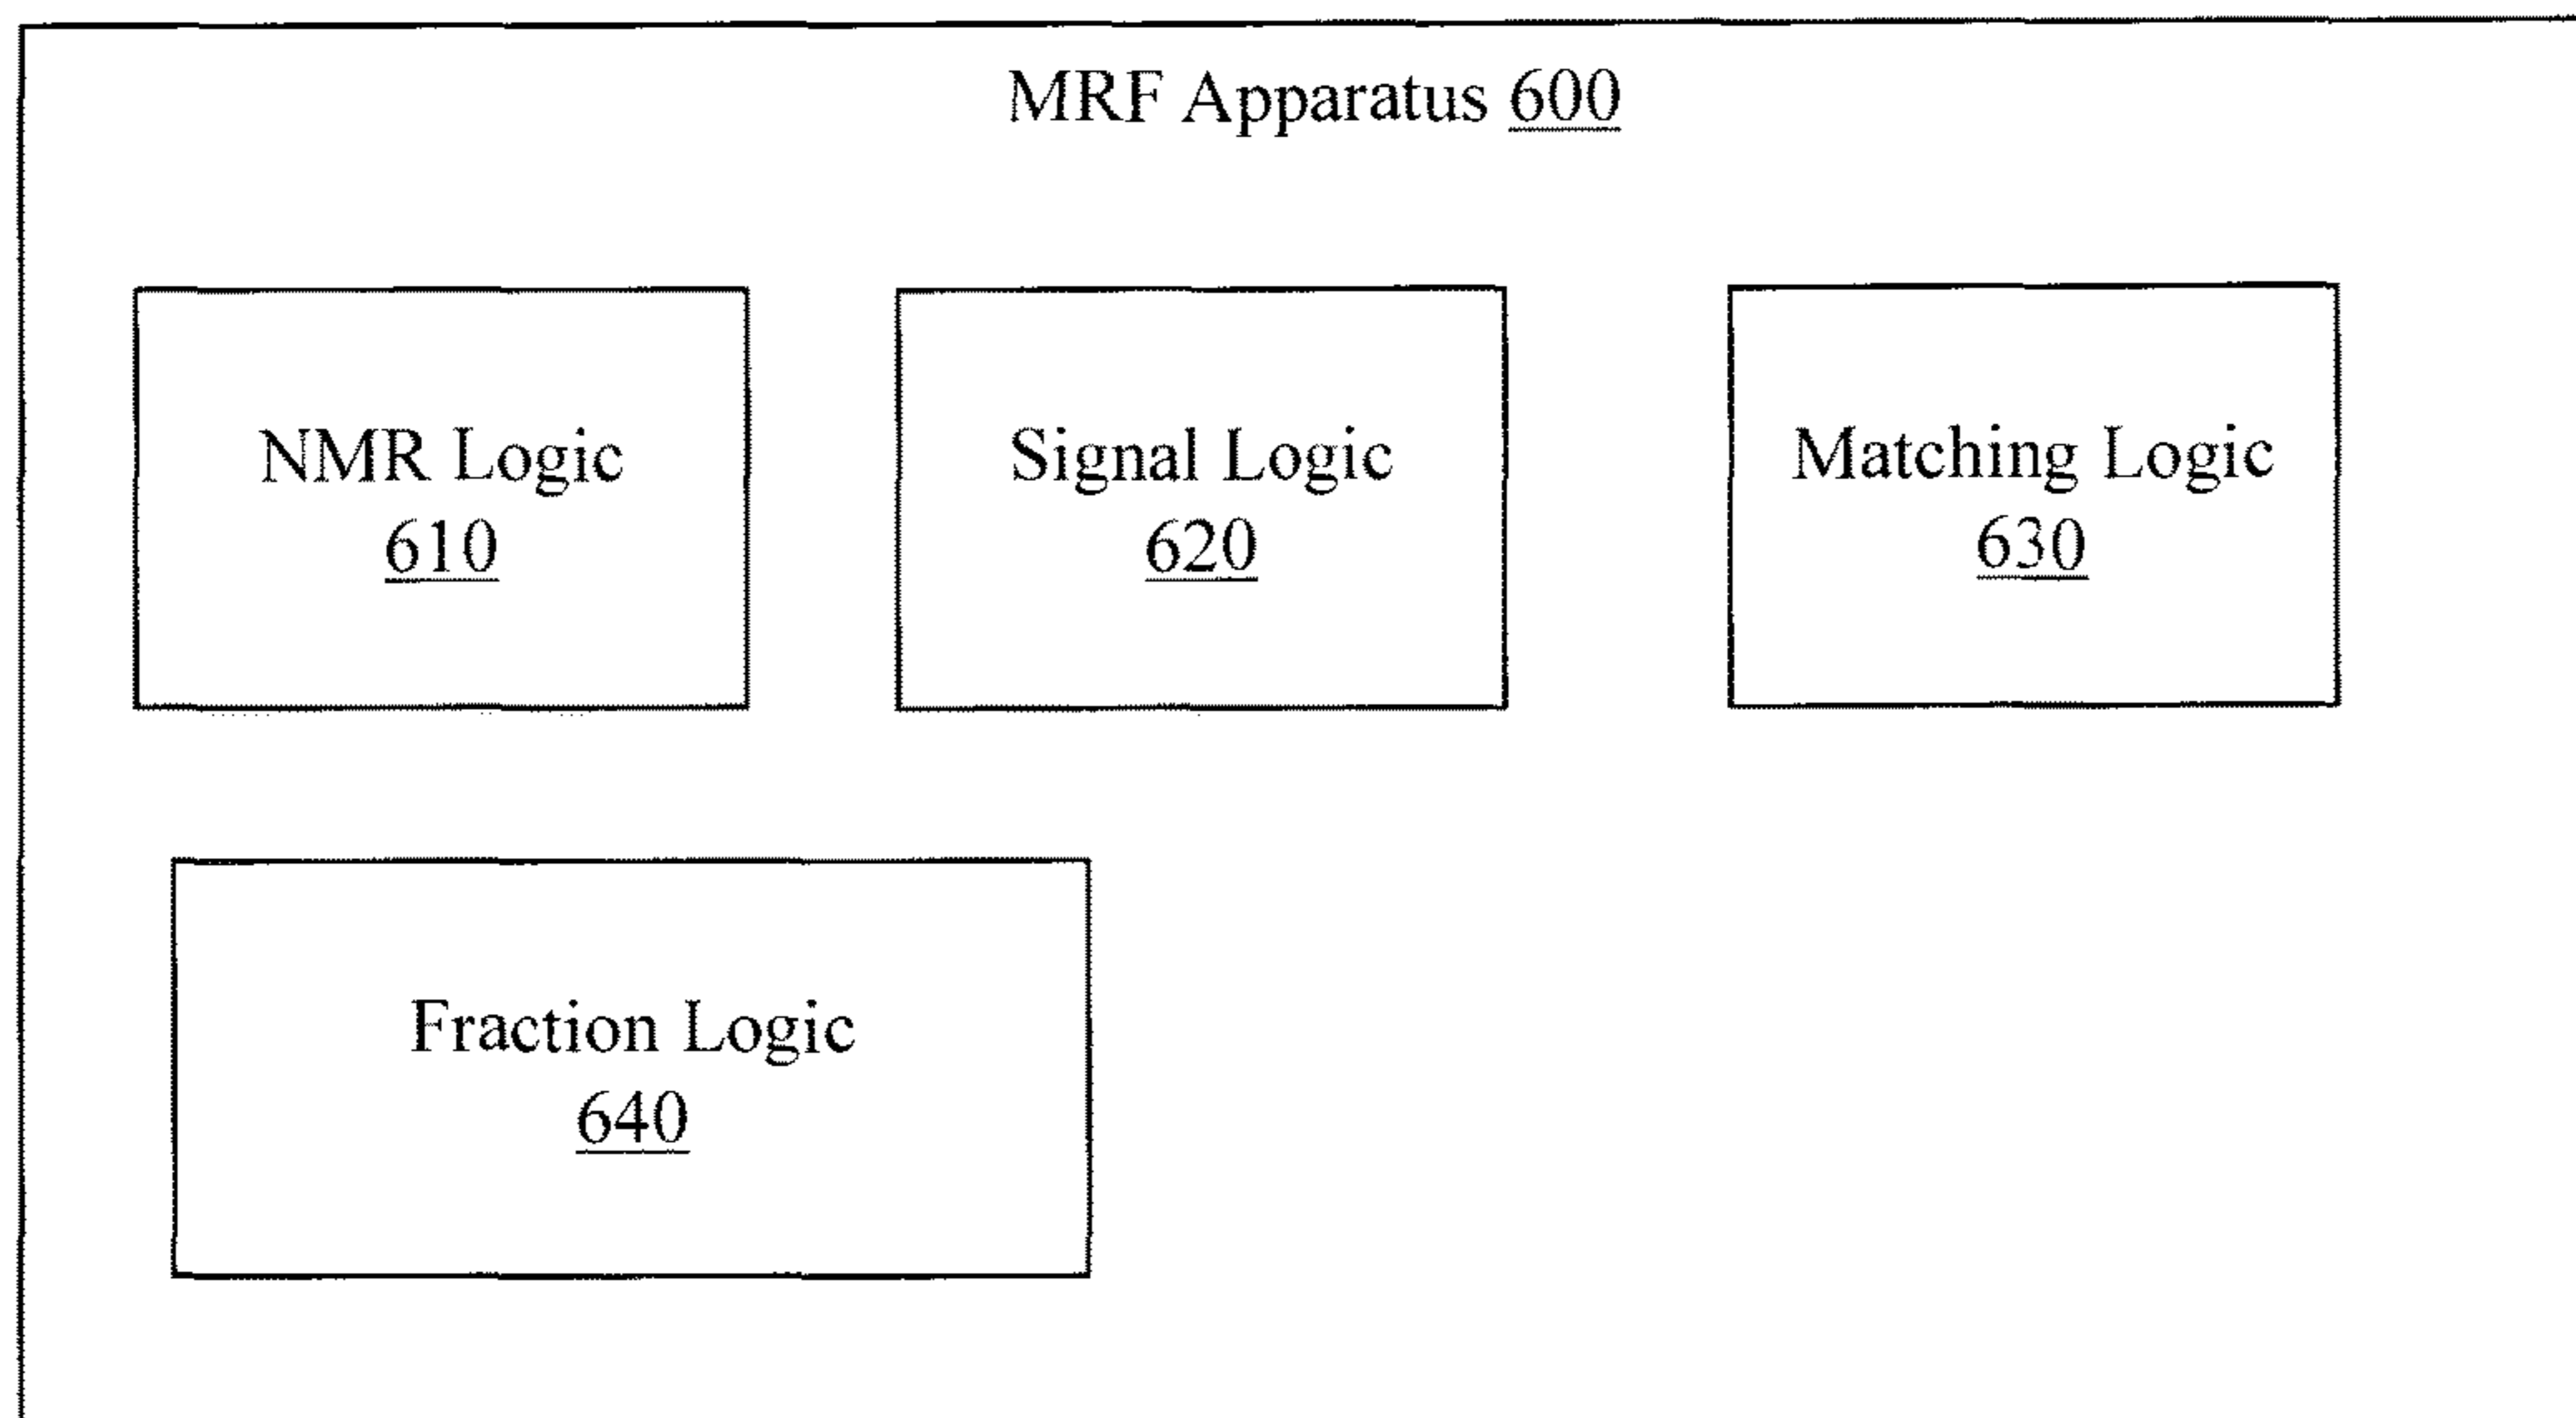 MRF Apparatus 600
NMR Logic
610
Signal Logic
620
Matching Logic
630
Fraction Logic
640